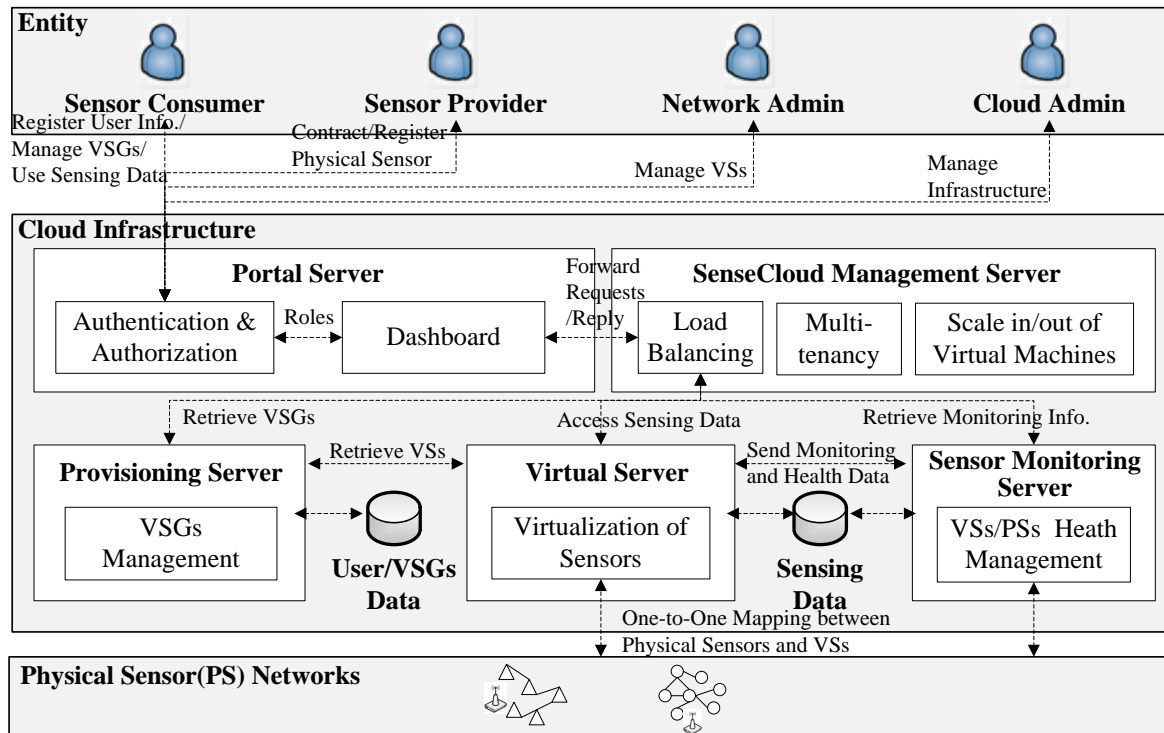 Entity
Sensor Consumer
Sensor Provider
Network Admin
Cloud Admin
Register User Info./
Manage VSGs/
Use Sensing Data
Contract/Register
Physical Sensor
Manage VSs
Manage
Infrastructure
Cloud Infrastructure
Portal Server
Authentication &
Authorization
Roles
Dashboard
Forward
Requests
/Reply
SenseCloud Management Server
Load
Balancing
Multi-
tenancy
Scale in/out of
Virtual Machines
Retrieve VSGs
Access Sensing Data
Retrieve Monitoring Info.
Provisioning Server
VSGs
Management
Retrieve VSs
User/VSGs
Data
Virtual Server
Virtualization of
Sensors
Send Monitoring
and Health Data
Sensing
Data
Sensor Monitoring
Server
VSs/PSs Heath
Management
One-to-One Mapping between
Physical Sensors and VSs
Physical Sensor(PS) Networks